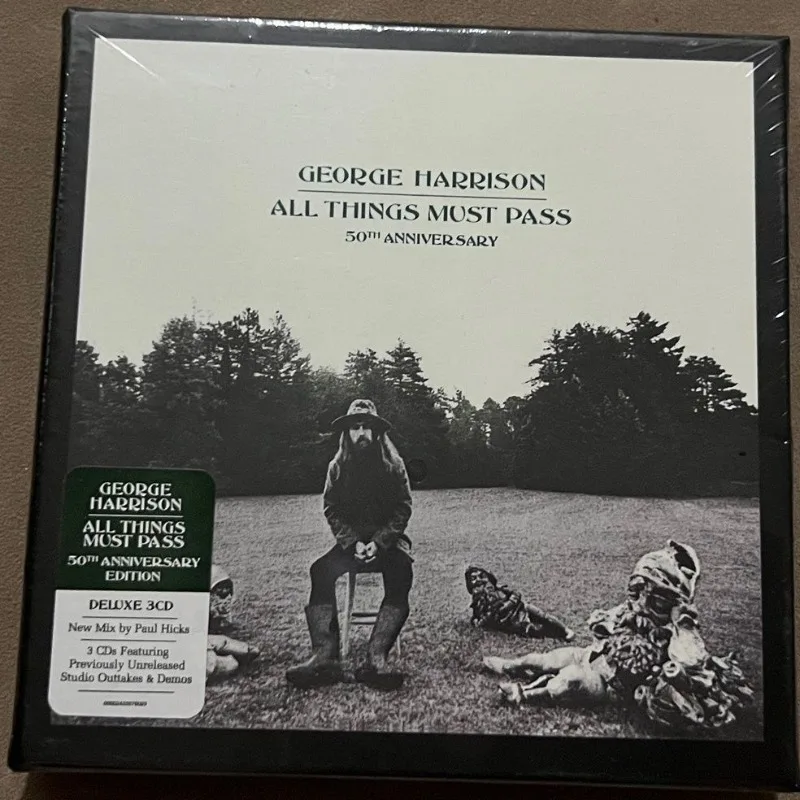 GEORGE HARRISON
ALL THINGS MUST PASS
50TH ANNIVERSARY
GEORGE
HARRISON
ALL THINGS
MUST PASS
50TH ANNIVERSARY
EDITION
DELUXE 3CD
New Mix by Paul Hicks
3 CDs Featuring
Previously Unreleased
Studio Outtakes & Demos